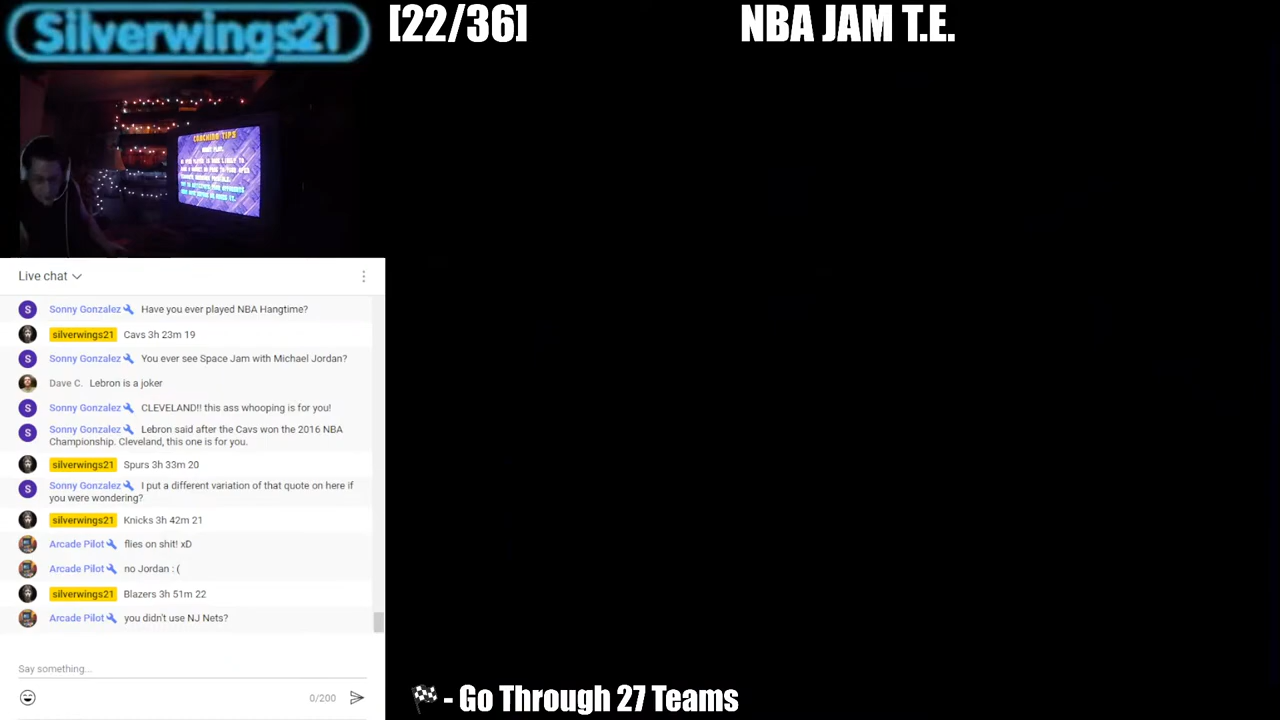 Silverwings21
[22/36]
NBA JAM T.E.
COACHING TIPS
Live chat
S Sonny Gonzalez Have you ever played NBA Hangtime?
silverwings21 Cavs 3h 23m 19
S Sonny Gonzalez You ever see Space Jam with Michael Jordan?
Dave C. Lebron is a joker
S Sonny Gonzalez CLEVELAND!! this ass whooping is for you!
S Sonny Gonzalez Lebron said after the Cavs won the 2016 NBA
Championship. Cleveland, this one is for you.
silverwings21 Spurs 3h 33m 20
S Sonny Gonzalez I put a different variation of that quote on here if
you were wondering?
silverwings21 Knicks 3h 42m 21
Arcade Pilot flies on shit! xD
Arcade Pilot no Jordan : (
silverwings21 Blazers 3h 51m 22
Arcade Pilot you didn't use NJ Nets?
Say something...
0/200
- Go Through 27 Teams